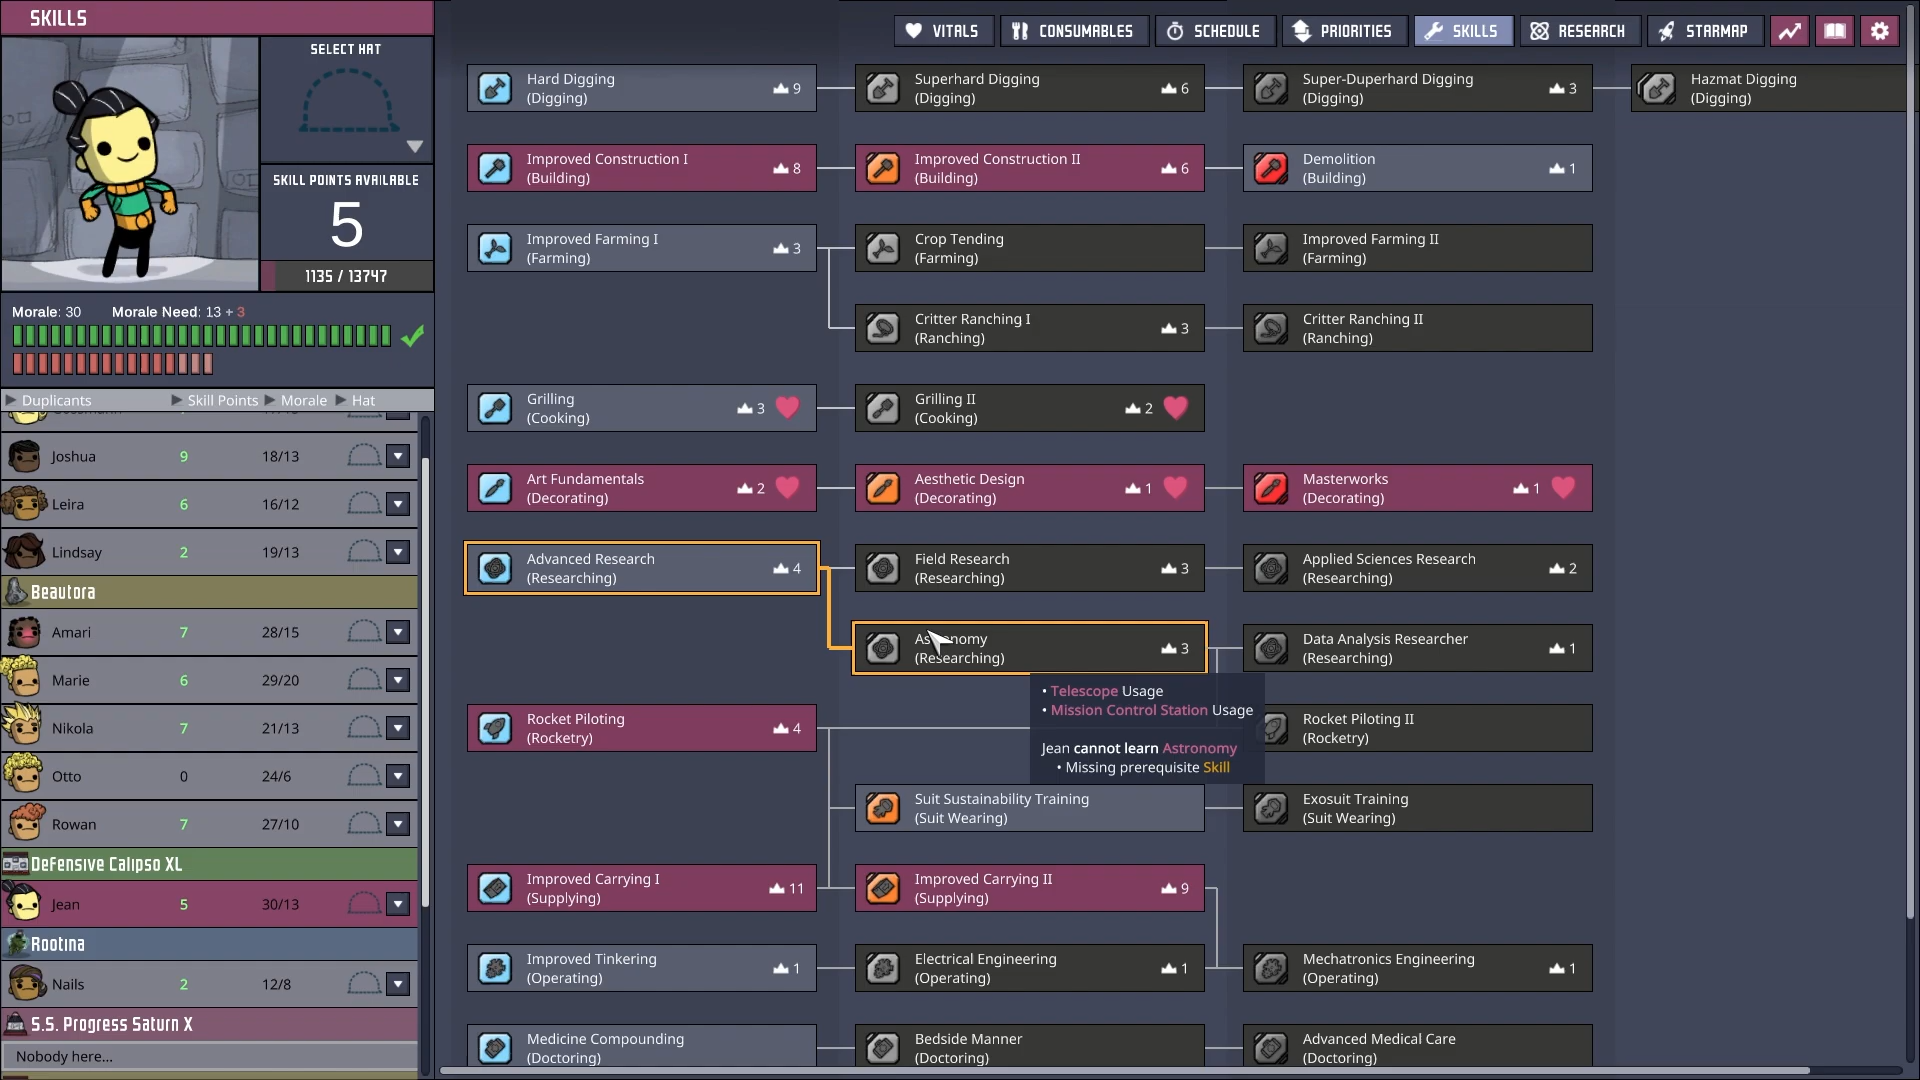 SKILLS
SELECT HAT
SKILL POINTS AVAILABLE
5
1135 / 13747
Morale: 30 Morale Need: 13 + 3
Duplicants Skill Points Morale Hat
Joshua 9 18/13
Leira 6 16/12
Lindsay 2 19/13
Beautora
Amari 7 28/15
Marie 6 29/20
Nikola 7 21/13
Otto 0 24/6
Rowan 7 27/10
Defensive Calipso XL
Jean 5 30/13
Rootina
Nails 2 12/8
S.S. Progress Saturn X
Nobody here...
VITALS CONSUMABLES SCHEDULE PRIORITIES SKILLS RESEARCH STARMAP
Hard Digging
(Digging)
9
Superhard Digging
(Digging)
6
Super-Duperhard Digging
(Digging)
3
Hazmat Digging
(Digging)
Improved Construction I
(Building)
8
Improved Construction II
(Building)
6
Demolition
(Building)
1
Improved Farming I
(Farming)
3
Crop Tending
(Farming)
Improved Farming II
(Farming)
Critter Ranching I
(Ranching)
3
Critter Ranching II
(Ranching)
Grilling
(Cooking)
3
Grilling II
(Cooking)
2
Art Fundamentals
(Decorating)
2
Aesthetic Design
(Decorating)
1
Masterworks
(Decorating)
1
Advanced Research
(Researching)
4
Field Research
(Researching)
3
Applied Sciences Research
(Researching)
2
Astronomy
(Researching)
3
Data Analysis Researcher
(Researching)
1
• Telescope Usage
• Mission Control Station Usage
Jean cannot learn Astronomy
• Missing prerequisite Skill
Rocket Piloting
(Rocketry)
4
Rocket Piloting II
(Rocketry)
Suit Sustainability Training
(Suit Wearing)
Exosuit Training
(Suit Wearing)
Improved Carrying I
(Supplying)
11
Improved Carrying II
(Supplying)
9
Improved Tinkering
(Operating)
1
Electrical Engineering
(Operating)
1
Mechatronics Engineering
(Operating)
1
Medicine Compounding
(Doctoring)
Bedside Manner
(Doctoring)
Advanced Medical Care
(Doctoring)